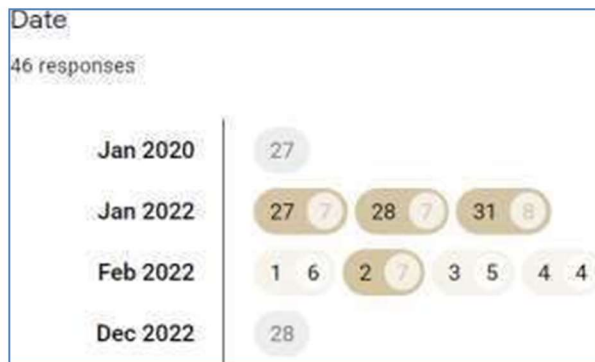 Date
46 responses
Jan 2020 27
Jan 2022 27 7 28 7 31 8
Feb 2022 1 6 2 7 3 5 4 4
Dec 2022 28